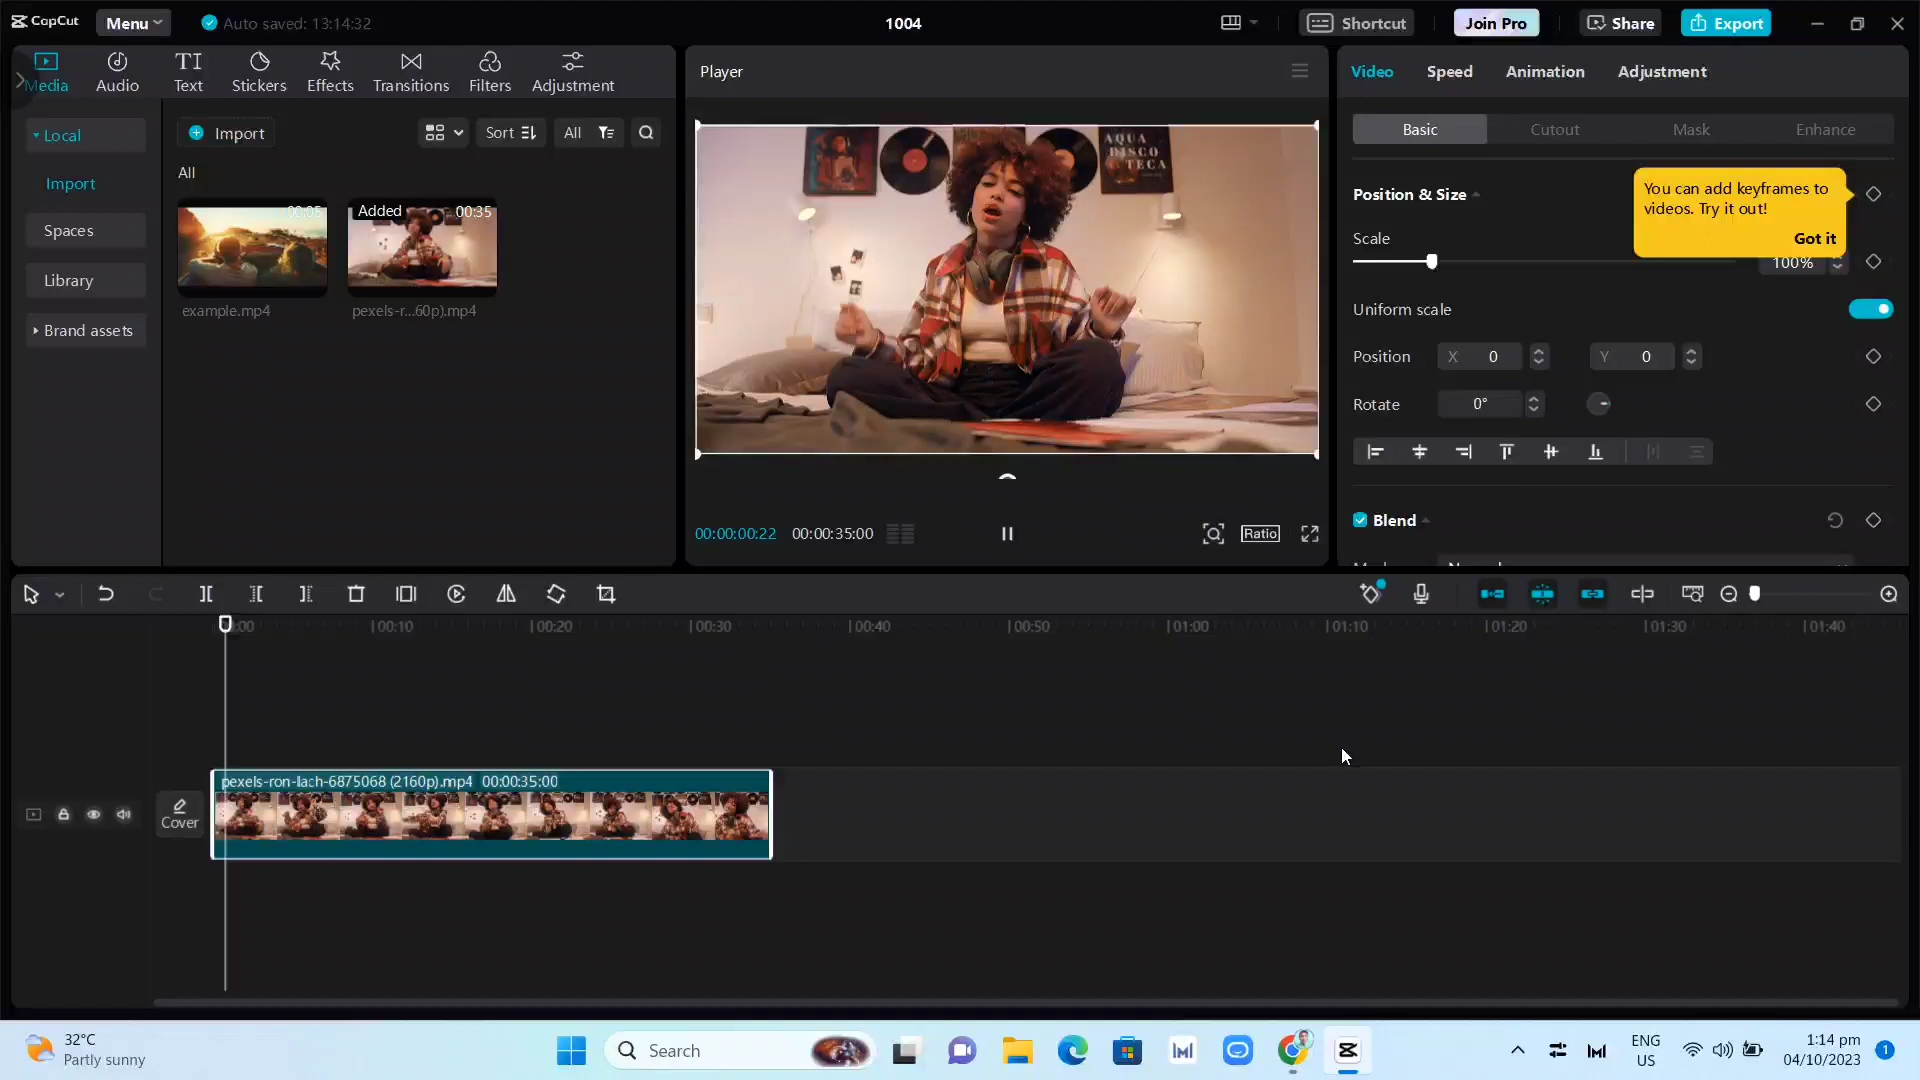 CapCut
Menu
Auto saved: 13:14:32
1004
Shortcut
Join Pro
Share
Export
Media
Audio
Text
Stickers
Effects
Transitions
Filters
Adjustment
Player
Video
Speed
Animation
Adjustment
Local
Import
Spaces
Library
Brand assets
Import
Sort
All
All
00:05
example.mp4
Added
00:35
pexels-r...60p).mp4
AQUA
DISCO
TECA
00:00:00:22
00:00:35:00
Ratio
Basic
Cutout
Mask
Enhance
Position & Size
You can add keyframes to
videos. Try it out!
Got it
Scale
100%
Uniform scale
Position
X 0
Y 0
Rotate
0°
Blend
00:10
00:20
00:30
00:40
00:50
01:00
01:10
01:20
01:30
01:40
pexels-ron-lach-6875068 (2160p).mp4 00:00:35:00
Cover
32°C
Partly sunny
Search
ENG
US
1:14 pm
04/10/2023
1